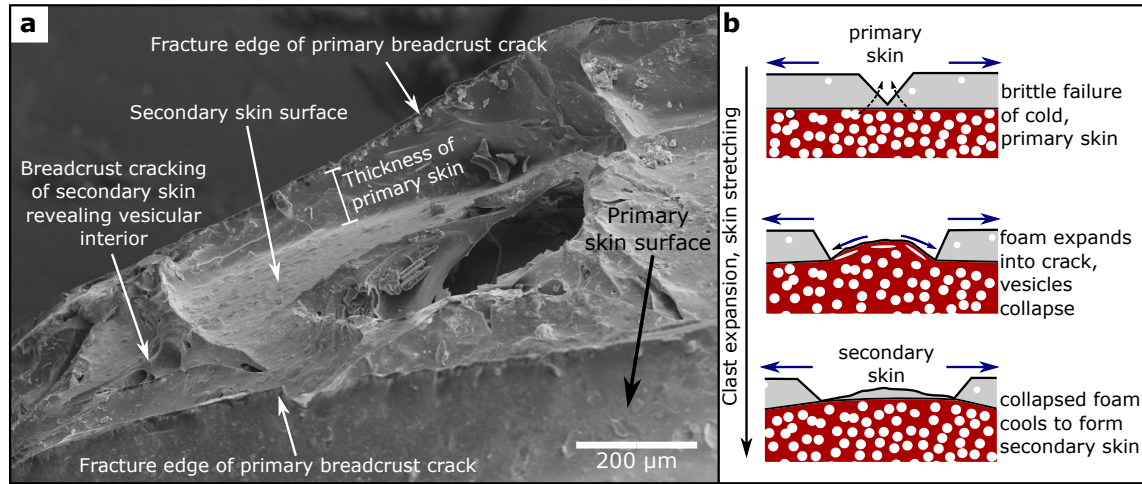 a
Fracture edge of primary breadcrust crack
Secondary skin surface
Breadcrust cracking
of secondary skin
revealing vesicular
interior
Thickness of
primary skin
Primary
skin surface
Fracture edge of primary breadcrust crack
200 µm
b
Clast expansion, skin stretching
primary
skin
brittle failure
of cold,
primary skin
foam expands
into crack,
vesicles
collapse
secondary
skin
collapsed foam
cools to form
secondary skin